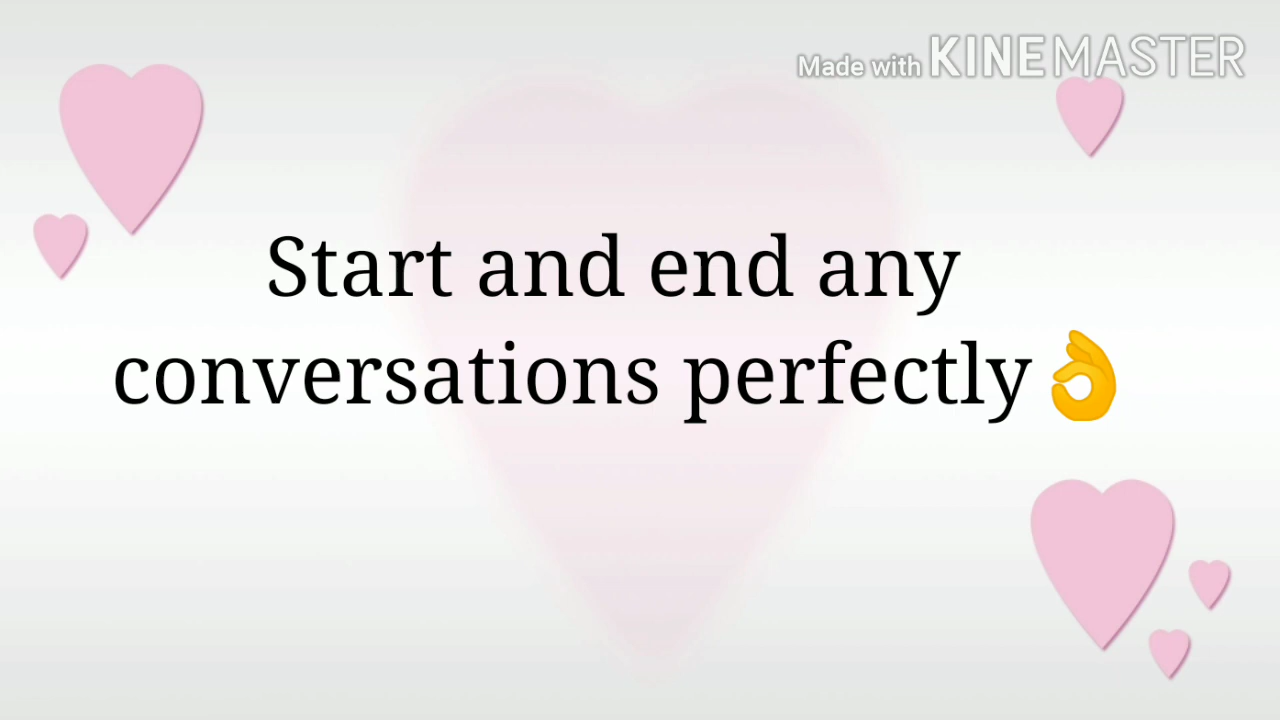 Made with KINEMASTER
Start and end any
conversations perfectly👌